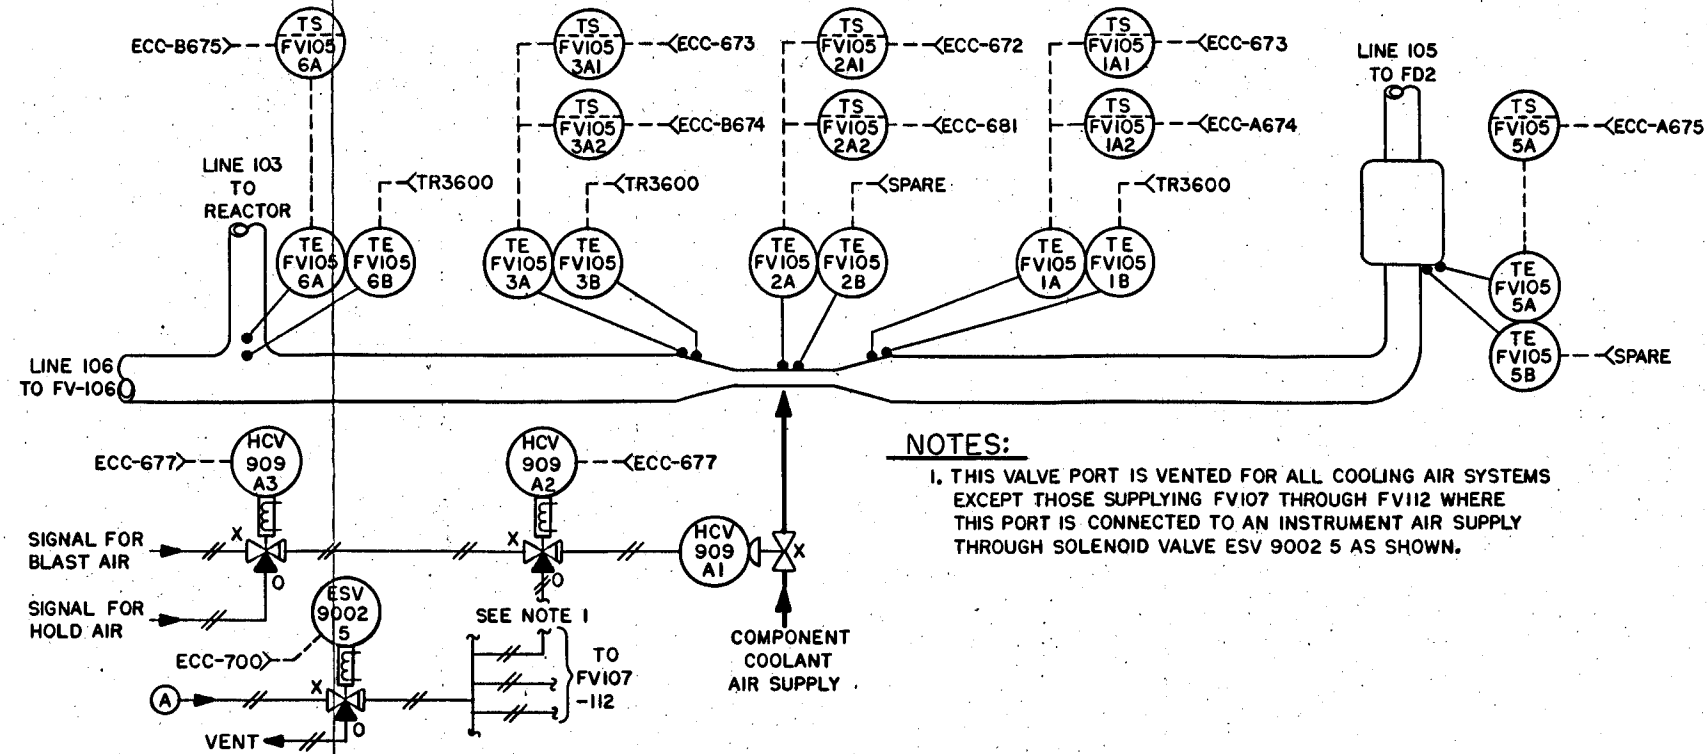 TS
FV105
6A
ECC-B675
TS
FV105
3A1
ECC-673
TS
FV105
2A1
ECC-672
TS
FV105
1A1
ECC-673
LINE 105
TO FD2
TS
FV105
3A2
ECC-B674
TS
FV105
2A2
ECC-681
TS
FV105
1A2
ECC-A674
TS
FV105
5A
ECC-A675
LINE 103
TO
REACTOR
TR3600
TR3600
SPARE
TR3600
TE
FV105
6A
TE
FV105
6B
TE
FV105
3A
TE
FV105
3B
TE
FV105
2A
TE
FV105
2B
TE
FV105
1A
TE
FV105
1B
TE
FV105
5A
TE
FV105
5B
SPARE
LINE 106
TO FV-106
ECC-677
HCV
909
A3
HCV
909
A2
ECC-677
NOTES:
1. THIS VALVE PORT IS VENTED FOR ALL COOLING AIR SYSTEMS
EXCEPT THOSE SUPPLYING FV107 THROUGH FV112 WHERE
THIS PORT IS CONNECTED TO AN INSTRUMENT AIR SUPPLY
THROUGH SOLENOID VALVE ESV 9002 5 AS SHOWN.
SIGNAL FOR
BLAST AIR
X
O
X
O
HCV
909
A1
X
SIGNAL FOR
HOLD AIR
ESV
9002
5
SEE NOTE 1
ECC-700
TO
FV107
-112
COMPONENT
COOLANT
AIR SUPPLY
A
X
O
VENT